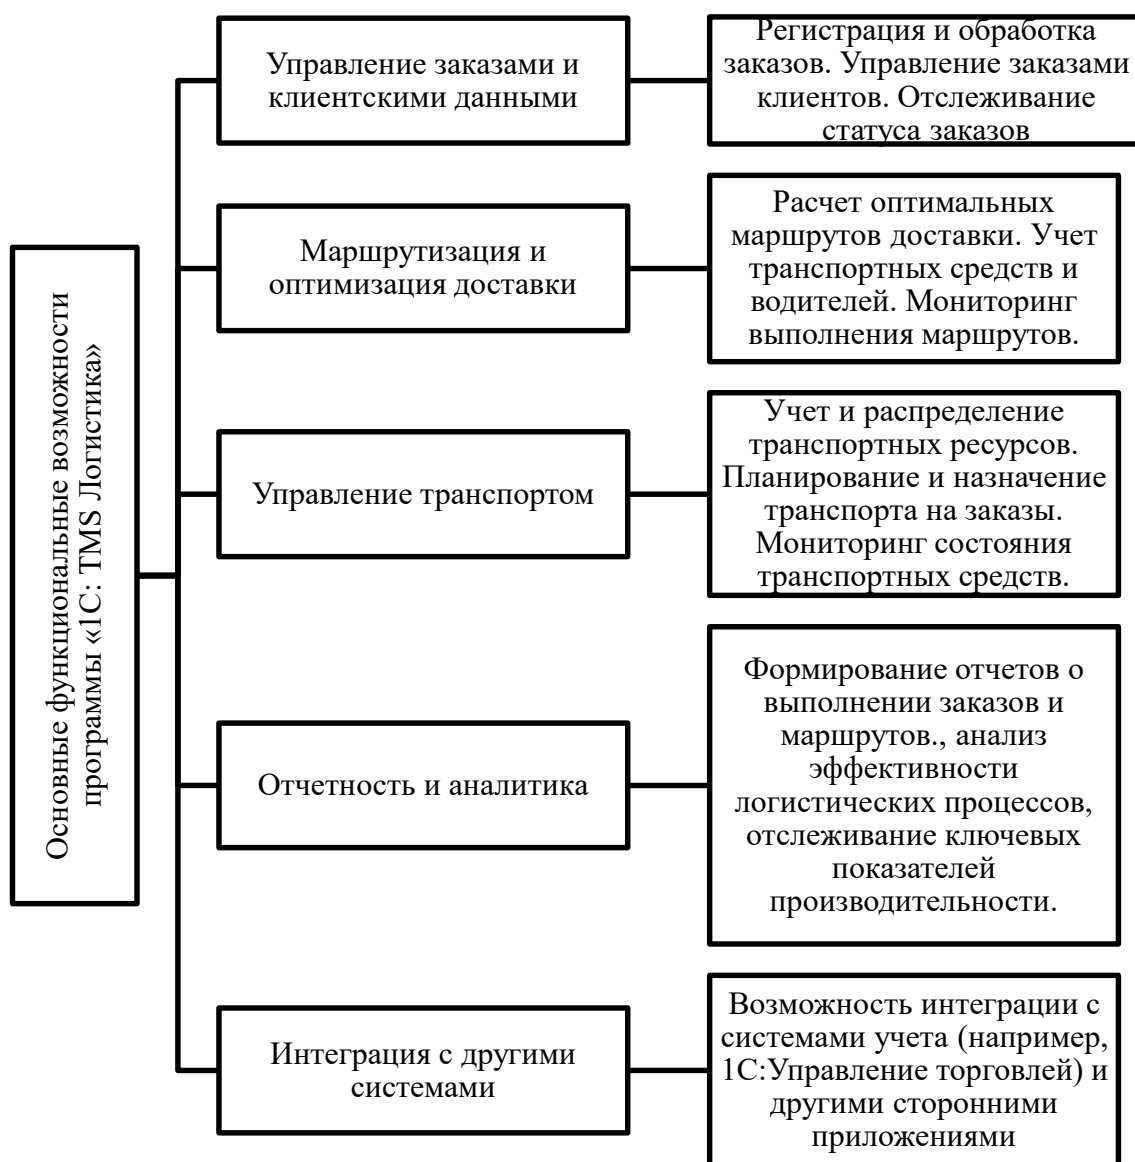 Основные функциональные возможности
программы «1С: TMS Логистика»
Управление заказами и
клиентскими данными
Регистрация и обработка
заказов. Управление заказами
клиентов. Отслеживание
статуса заказов
Маршрутизация и
оптимизация доставки
Расчет оптимальных
маршрутов доставки. Учет
транспортных средств и
водителей. Мониторинг
выполнения маршрутов.
Управление транспортом
Учет и распределение
транспортных ресурсов.
Планирование и назначение
транспорта на заказы.
Мониторинг состояния
транспортных средств.
Отчетность и аналитика
Формирование отчетов о
выполнении заказов и
маршрутов., анализ
эффективности
логистических процессов,
отслеживание ключевых
показателей
производительности.
Интеграция с другими
системами
Возможность интеграции с
системами учета (например,
1С:Управление торговлей) и
другими сторонними
приложениями